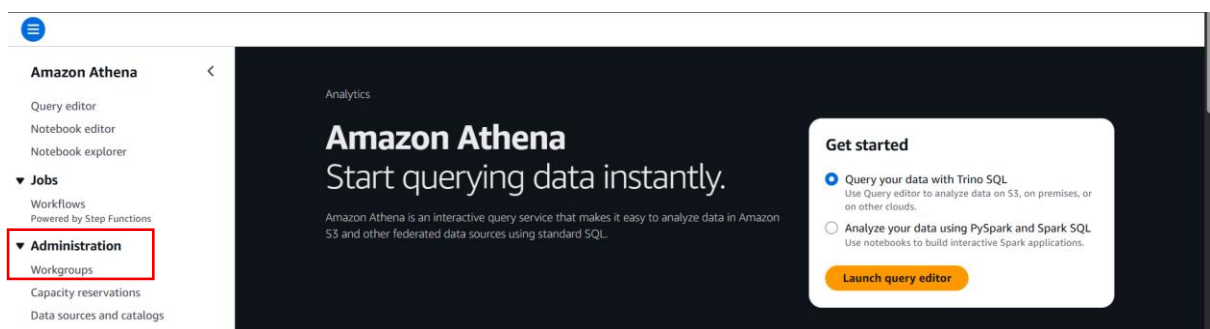 Amazon Athena
Query editor
Notebook editor
Notebook explorer
Jobs
Workflows
Powered by Step Functions
Administration
Workgroups
Capacity reservations
Data sources and catalogs
Analytics
Amazon Athena
Start querying data instantly.
Amazon Athena is an interactive query service that makes it easy to analyze data in Amazon
S3 and other federated data sources using standard SQL.
Get started
Query your data with Trino SQL
Use Query editor to analyze data on S3, on premises, or
on other clouds.
Analyze your data using PySpark and Spark SQL
Use notebooks to build interactive Spark applications.
Launch query editor